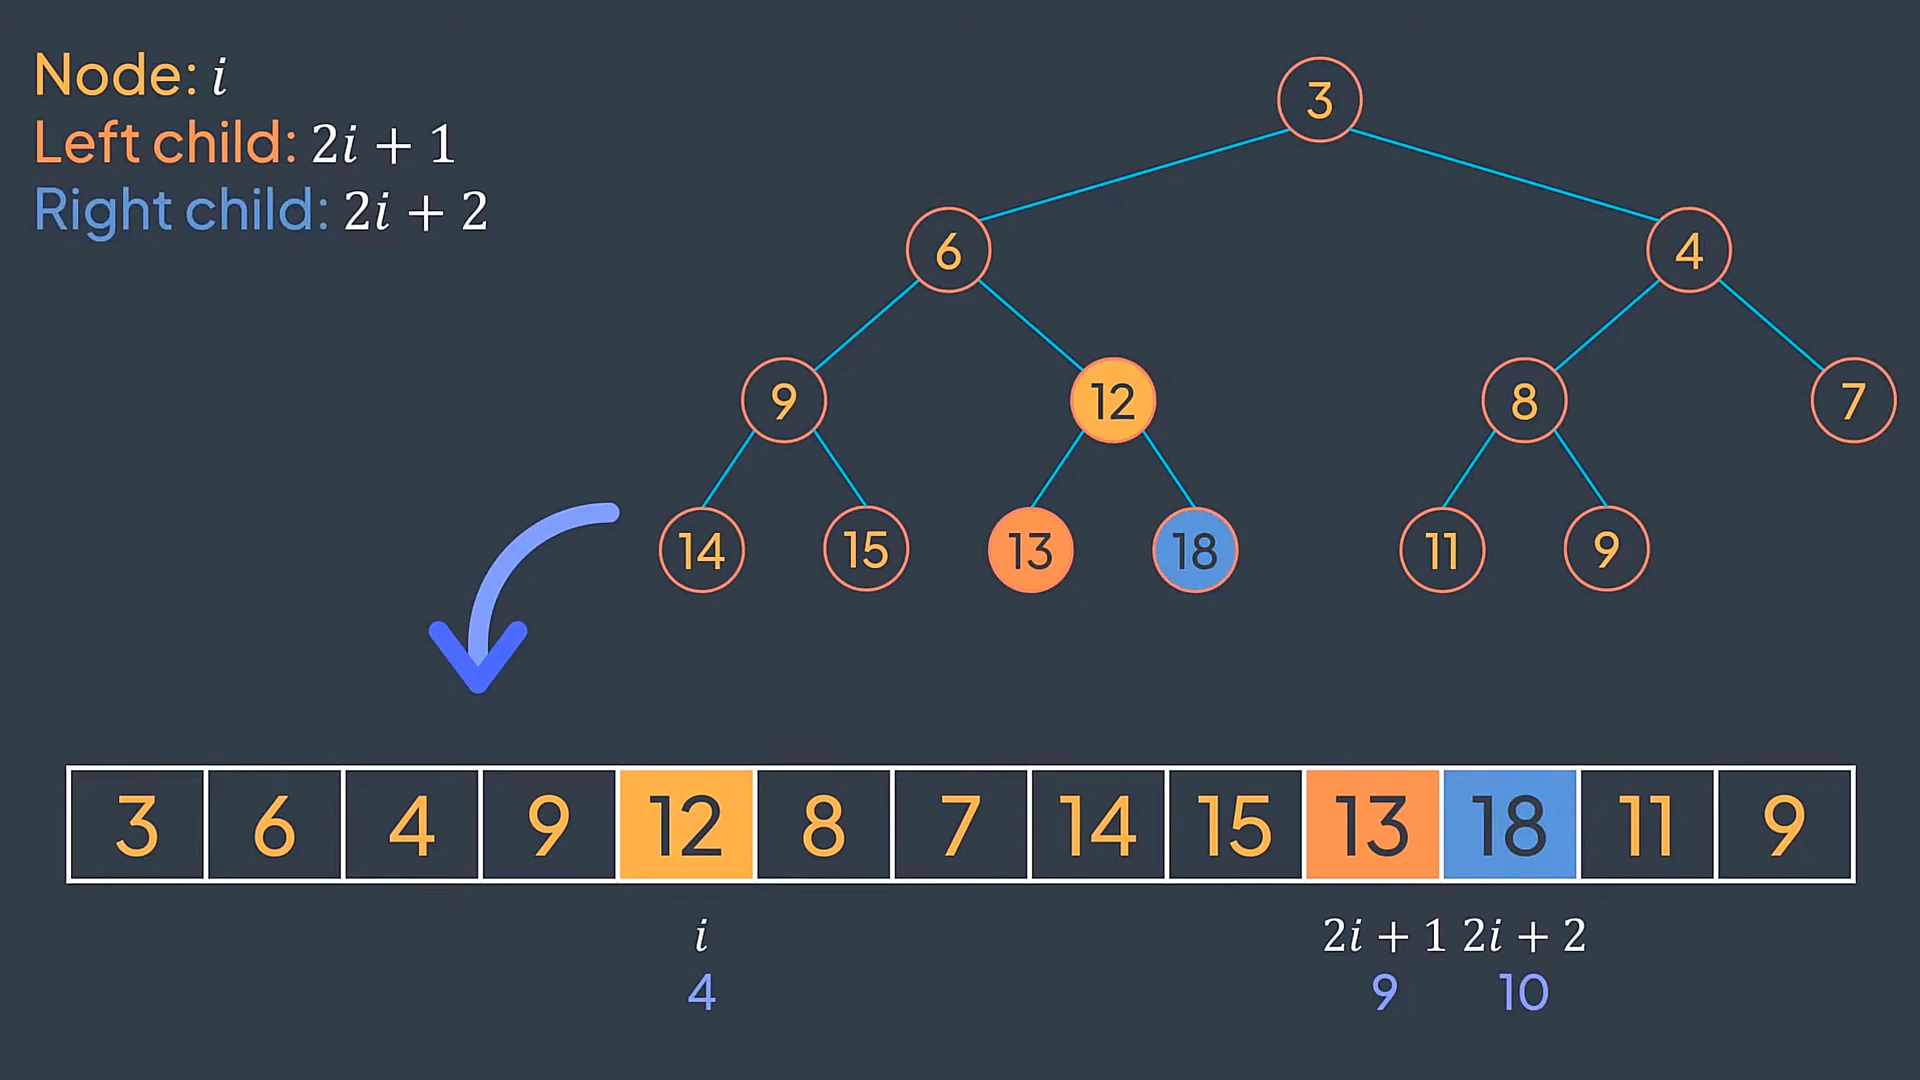 Node: i
Left child: 2i + 1
Right child: 2i + 2
3
6 4
9 12 8 7
14 15 13 18 11 9
3 6 4 9 12 8 7 14 15 13 18 11 9
i 2i + 1 2i + 2
4 9 10